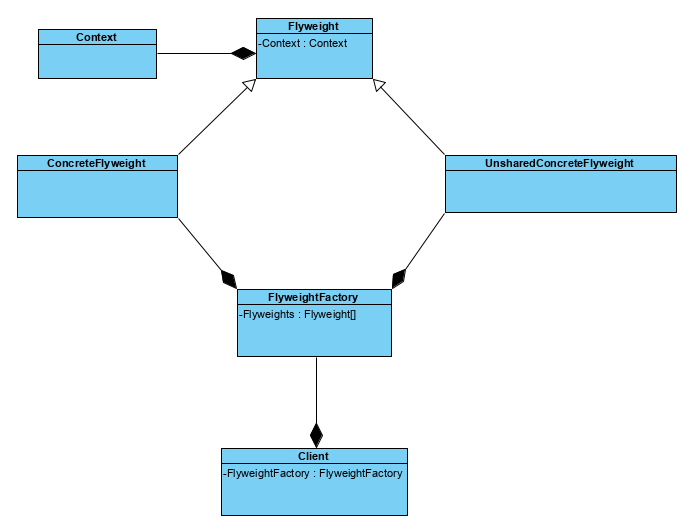 Flyweight
Context
-Context : Context
ConcreteFlyweight
UnsharedConcreteFlyweight
FlyweightFactory
-Flyweights : Flyweight[]
Client
-FlyweightFactory : FlyweightFactory